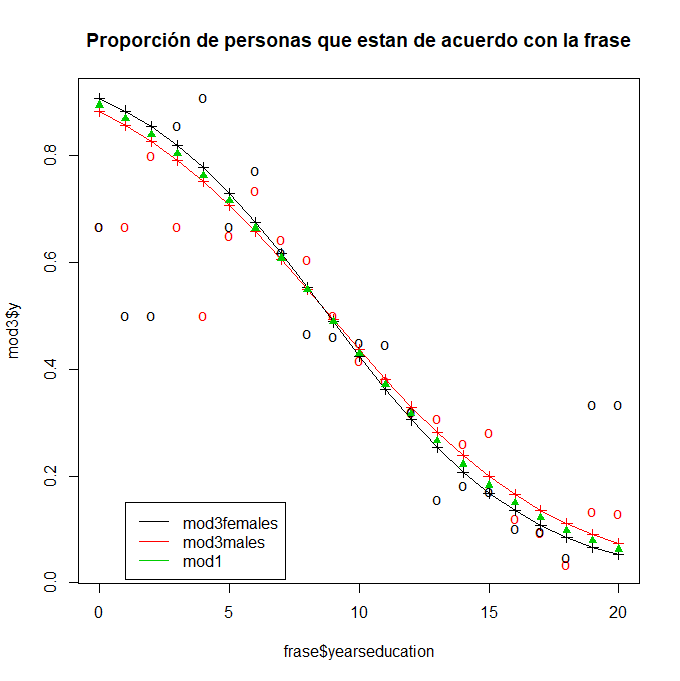 Proporción de personas que estan de acuerdo con la frase
mod3$y
0.8
0.6
0.4
0.2
0.0
mod3females
mod3males
mod1
0 5 10 15 20
frase$yearseducation